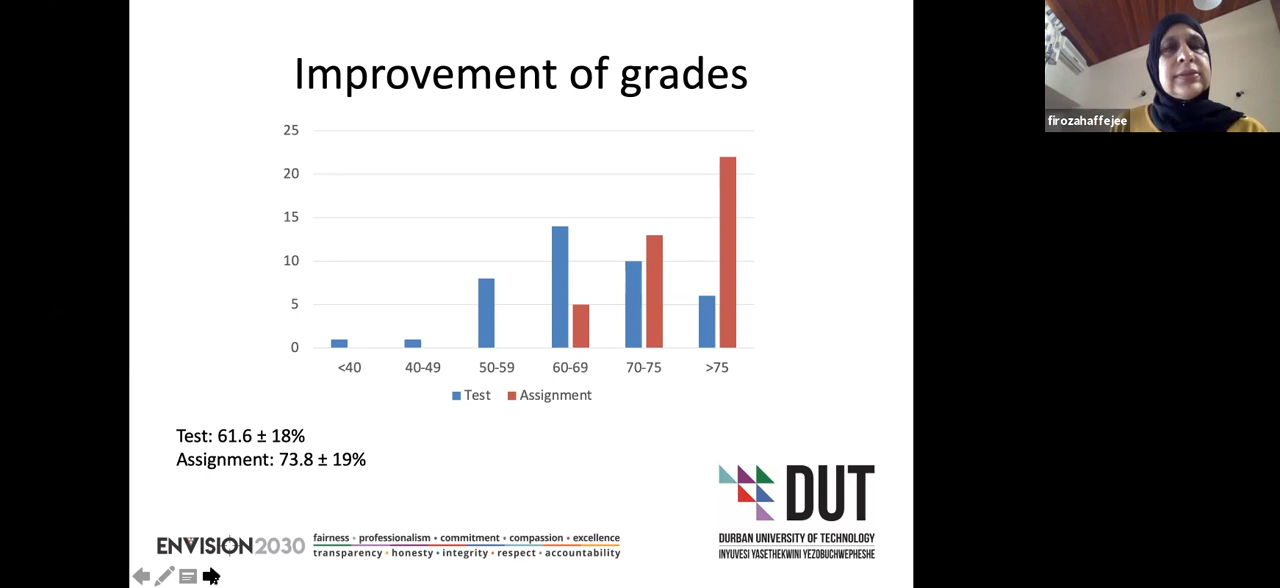 Improvement of grades
25
20
15
10
5
0
<40 40-49 50-59 60-69 70-75 >75
Test Assignment
Test: 61.6 ± 18%
Assignment: 73.8 ± 19%
DUT
DURBAN UNIVERSITY OF TECHNOLOGY
INYUVESI YASETHEKWINI YEZOBUCHWEPHESHE
ENVISION2030
fairness • professionalism • commitment • compassion • excellence
transparency • honesty • integrity • respect • accountability
firozahaffejee